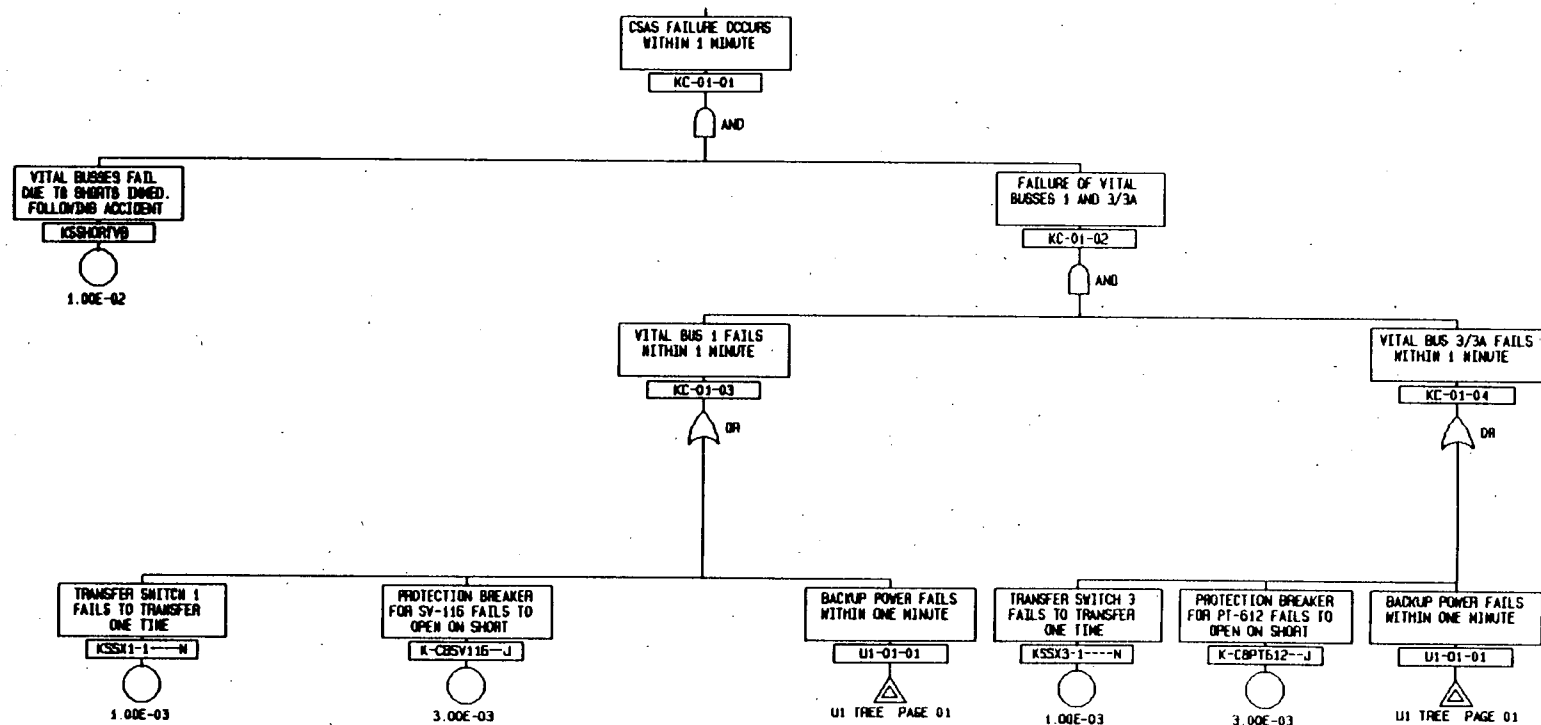 CSAS FAILURE OCCURS
WITHIN 1 MINUTE
KC-01-01
AND
VITAL BUSSES FAIL
DUE TO SHORTS IMMED.
FOLLOWING ACCIDENT
KSSHORTVB
1.00E-02
FAILURE OF VITAL
BUSSES 1 AND 3/3A
KC-01-02
AND
VITAL BUS 1 FAILS
WITHIN 1 MINUTE
KC-01-03
OR
VITAL BUS 3/3A FAILS
WITHIN 1 MINUTE
KC-01-04
OR
TRANSFER SWITCH 1
FAILS TO TRANSFER
ONE TIME
KSSX1-1----N
1.00E-03
PROTECTION BREAKER
FOR SV-116 FAILS TO
OPEN ON SHORT
K-CBSV116--J
3.00E-03
BACKUP POWER FAILS
WITHIN ONE MINUTE
U1-01-01
U1 TREE PAGE 01
TRANSFER SWITCH 3
FAILS TO TRANSFER
ONE TIME
KSSX3-1----N
1.00E-03
PROTECTION BREAKER
FOR PT-612 FAILS TO
OPEN ON SHORT
K-CBPT612--J
3.00E-03
BACKUP POWER FAILS
WITHIN ONE MINUTE
U1-01-01
U1 TREE PAGE 01